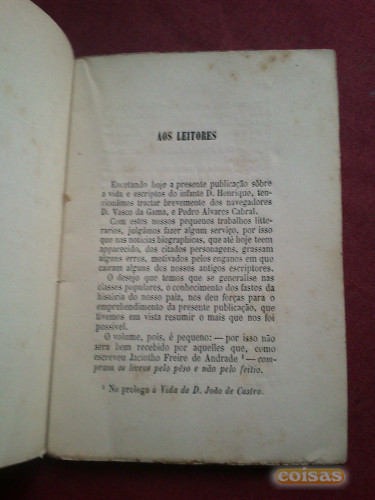 AOS LEITORES
Encetando hoje a presente publicação sôbre
a vida e escriptos do infante D. Henrique, ten-
cionâmos tractar brevemente dos navegadores
D. Vasco da Gama, e Pedro Alvares Cabral.
Com estes nossos pequenos trabalhos litte-
rarios, julgâmos fazer algum serviço, por isso
que nas noticias biographicas, que até hoje teem
apparecido, dos citados personagens, grassam
alguns erros, motivados pelos enganos em que
cairam alguns dos nossos antigos escriptores.
O desejo que temos que se generalise nas
classes populares, o conhecimento dos fastos da
história do nosso paiz, nos deu forças para o
emprehendimento da presente publicação, que
tivemos em vista resumir o mais que nos foi
possivel.
O volume, pois, é pequeno: — por isso não
será bem recebido por aquelles que, como
escreveu Jacintho Freire de Andrade ¹ — com-
pram os livros pelo pêso e não pelo feitio.
¹ No prologo á Vida de D. João de Castro.
coisas